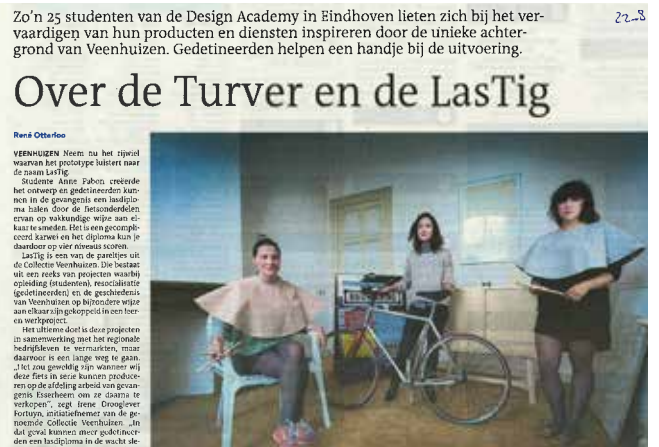 Zo'n 25 studenten van de Design Academy in Eindhoven lieten zich bij het ver-
vaardigen van hun producten en diensten inspireren door de unieke achter-
grond van Veenhuizen. Gedetineerden helpen een handje bij de uitvoering.
22-8
Over de Turver en de LasTig
René Otterloo
VEENHUIZEN Neem nu het rijwiel
waarvan het prototype luistert naar
de naam LasTig.
Studente Anne Pabon creëerde
het ontwerp en gedetineerden kun-
nen in de gevangenis een lasdiplo-
ma halen door de fietsonderdelen
ervan op vakkundige wijze aan el-
kaar te smeden. Het is een gecompli-
ceerd karwei en het diploma kun je
daardoor op vier niveaus scoren.
LasTig is een van de pareltjes uit
de Collectie Veenhuizen. Die bestaat
uit een reeks van projecten waarbij
opleiding (studenten), resocialisatie
(gedetineerden) en de geschiedenis
van Veenhuizen op bijzondere wijze
aan elkaar zijn gekoppeld in een leer-
en werkproject.
Het ultieme doel is deze projecten
in samenwerking met het regionale
bedrijfsleven te vermarkten, maar
daarvoor is een lange weg te gaan.
„Het zou geweldig zijn wanneer wij
deze fiets in serie kunnen produce-
ren op de afdeling arbeid van gevan-
genis Esserheem om ze daarna te
verkopen", zegt Irene Droogleever
Fortuyn, initiatiefnemer van de ge-
noemde Collectie Veenhuizen. „In
dat geval kunnen meer gedetineer-
den een lasdiploma in de wacht sle-